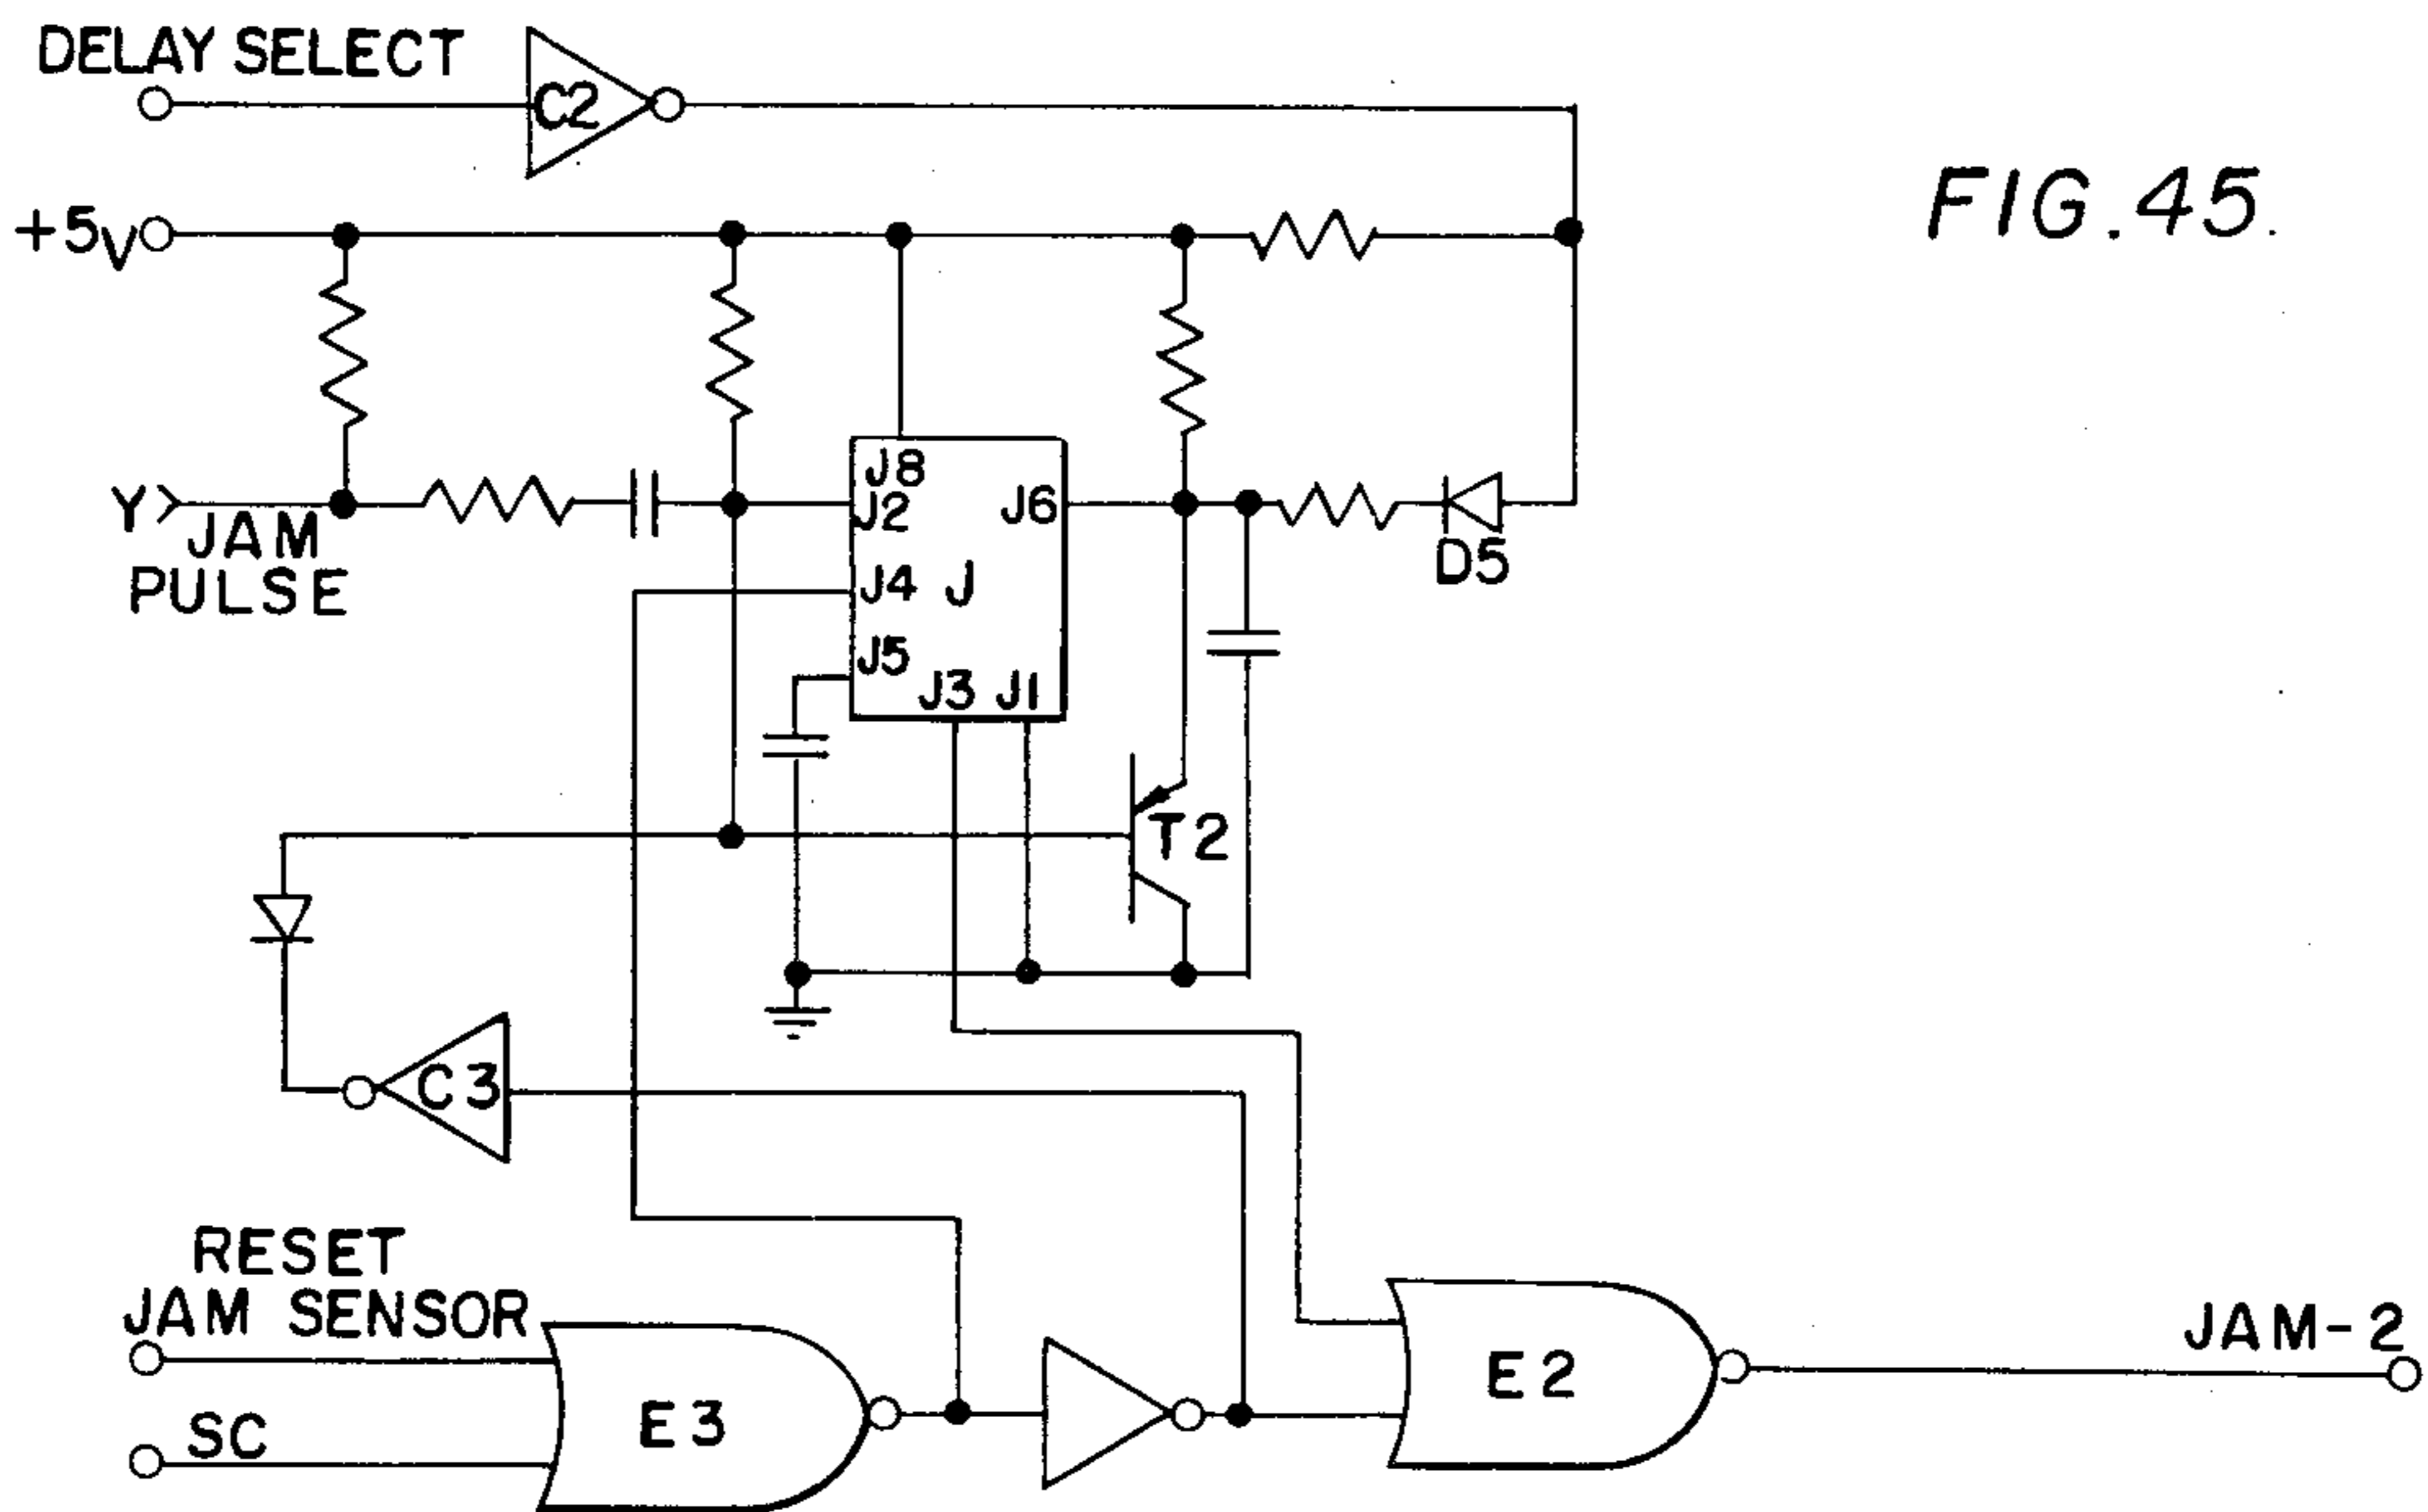 DELAY SELECT
C2
+5V
FIG.45.
Y
JAM
PULSE
J8
J2
J6
J4
J
J5
J3
J1
D5
T2
C3
RESET
JAM SENSOR
SC
E3
E2
JAM-2